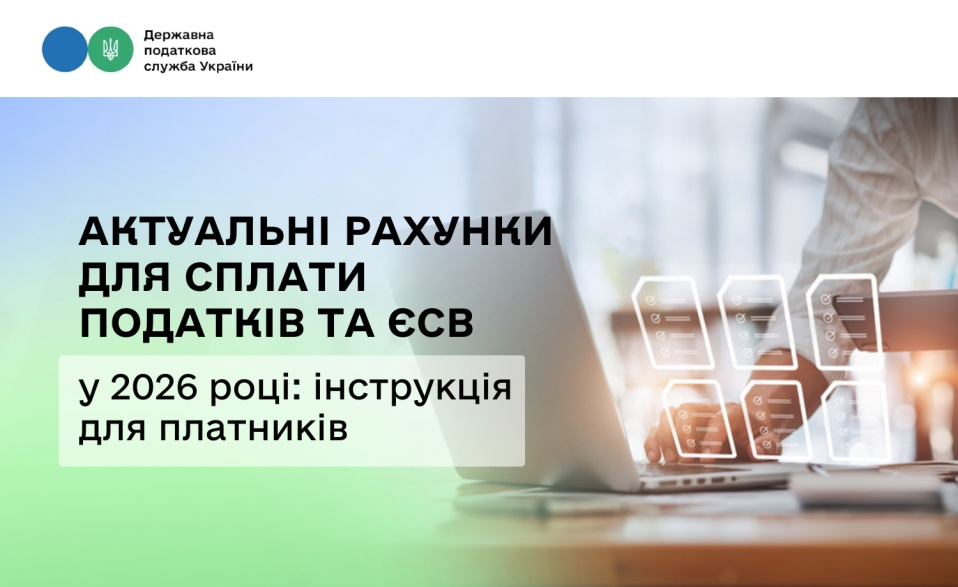 Державна
податкова
служба України
АКТУАЛЬНІ РАХУНКИ
ДЛЯ СПЛАТИ
ПОДАТКІВ ТА ЄСВ
у 2026 році: інструкція
для платників